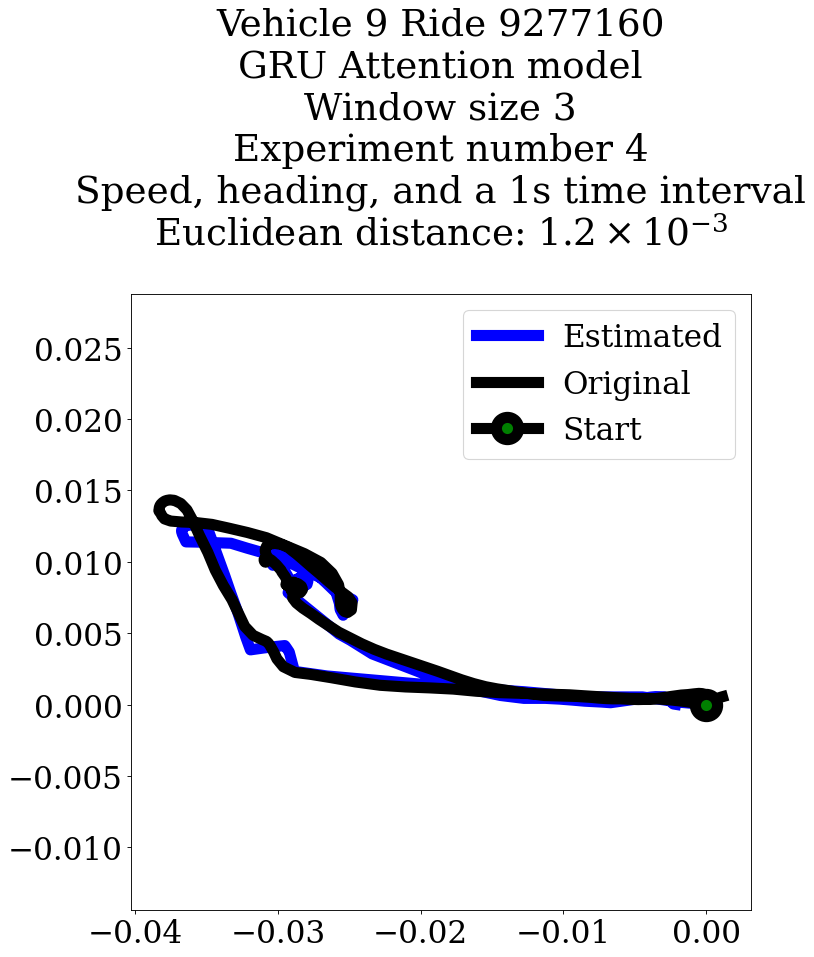 Vehicle 9 Ride 9277160
GRU Attention model
Window size 3
Experiment number 4
Speed, heading, and a 1s time interval
Euclidean distance: 1.2 × 10⁻³
Estimated
Original
Start
0.025
0.020
0.015
0.010
0.005
0.000
−0.005
−0.010
−0.04 −0.03 −0.02 −0.01 0.00